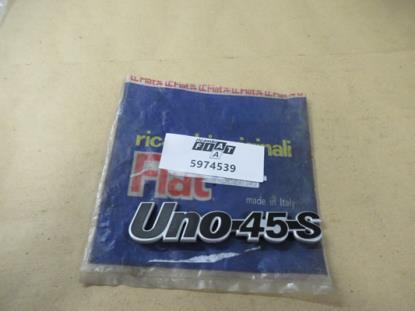 ricambi originali
FIAT
A
5974539
Fiat
made in Italy
Uno 45 S